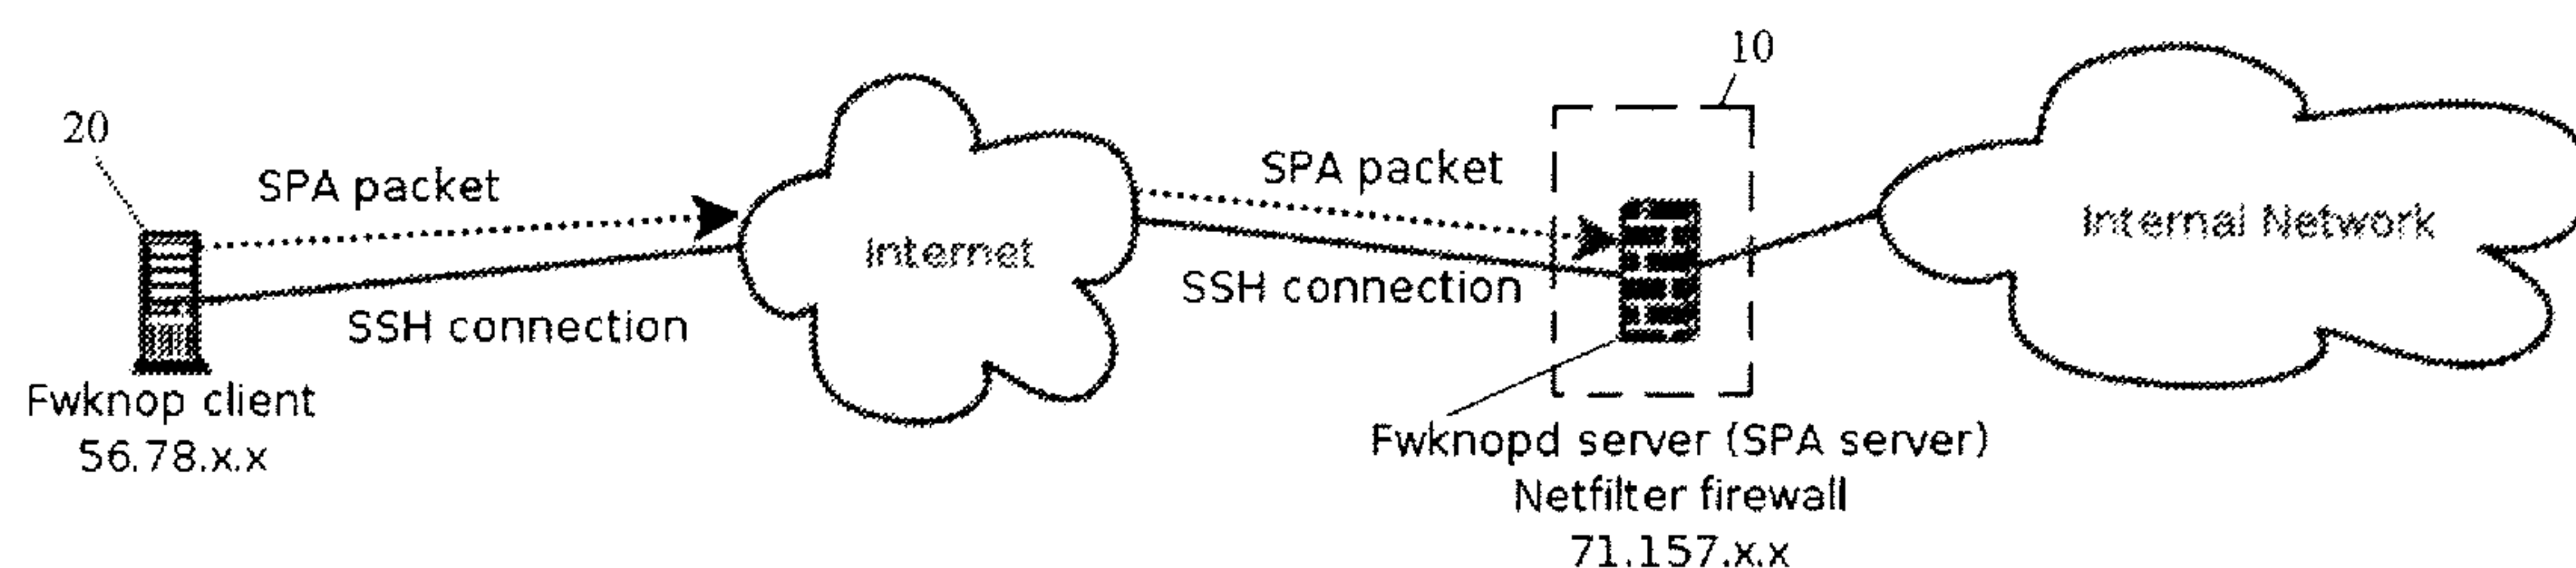 10
20
SPA packet
SPA packet
Internet
Internal Network
SSH connection
SSH connection
Fwknop client
56.78.x.x
Fwknopd server (SPA server)
Netfilter firewall
71.157.x.x